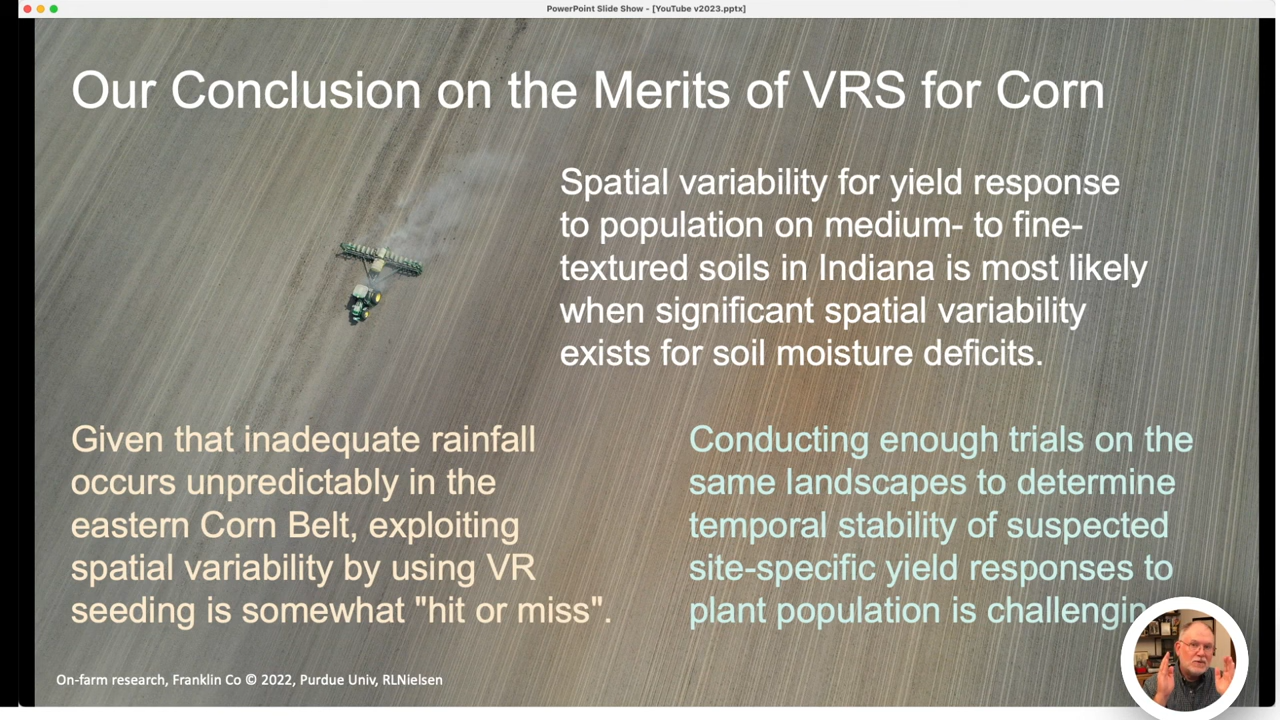 PowerPoint Slide Show - [YouTube v2023.pptx]
Our Conclusion on the Merits of VRS for Corn
Spatial variability for yield response
to population on medium- to fine-
textured soils in Indiana is most likely
when significant spatial variability
exists for soil moisture deficits.
Given that inadequate rainfall
occurs unpredictably in the
eastern Corn Belt, exploiting
spatial variability by using VR
seeding is somewhat "hit or miss".
Conducting enough trials on the
same landscapes to determine
temporal stability of suspected
site-specific yield responses to
plant population is challengin
On-farm research, Franklin Co © 2022, Purdue Univ, RLNielsen